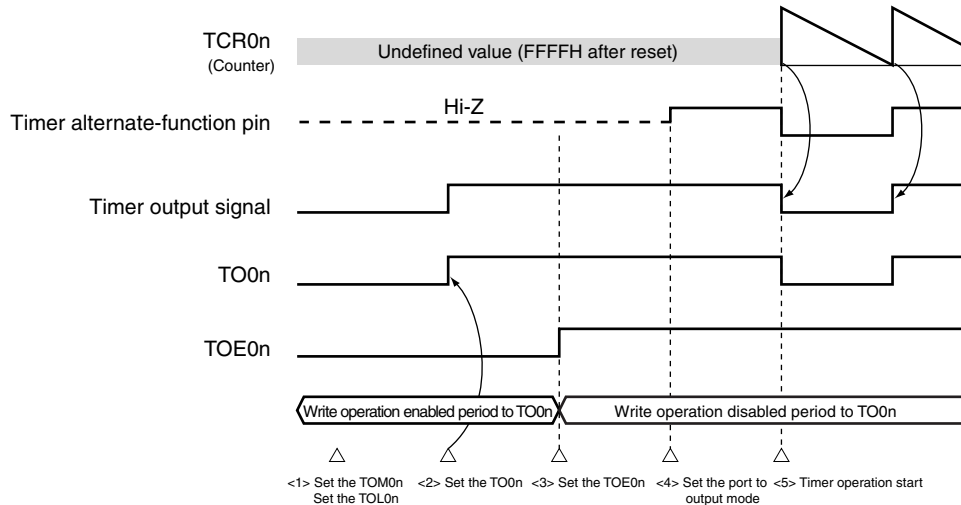 TCR0n
(Counter)
Undefined value (FFFFH after reset)
Hi-Z
Timer alternate-function pin
Timer output signal
TO0n
TOE0n
Write operation enabled period to TO0n
Write operation disabled period to TO0n
<1> Set the TOM0n
Set the TOL0n
<2> Set the TO0n
<3> Set the TOE0n
<4> Set the port to
output mode
<5> Timer operation start